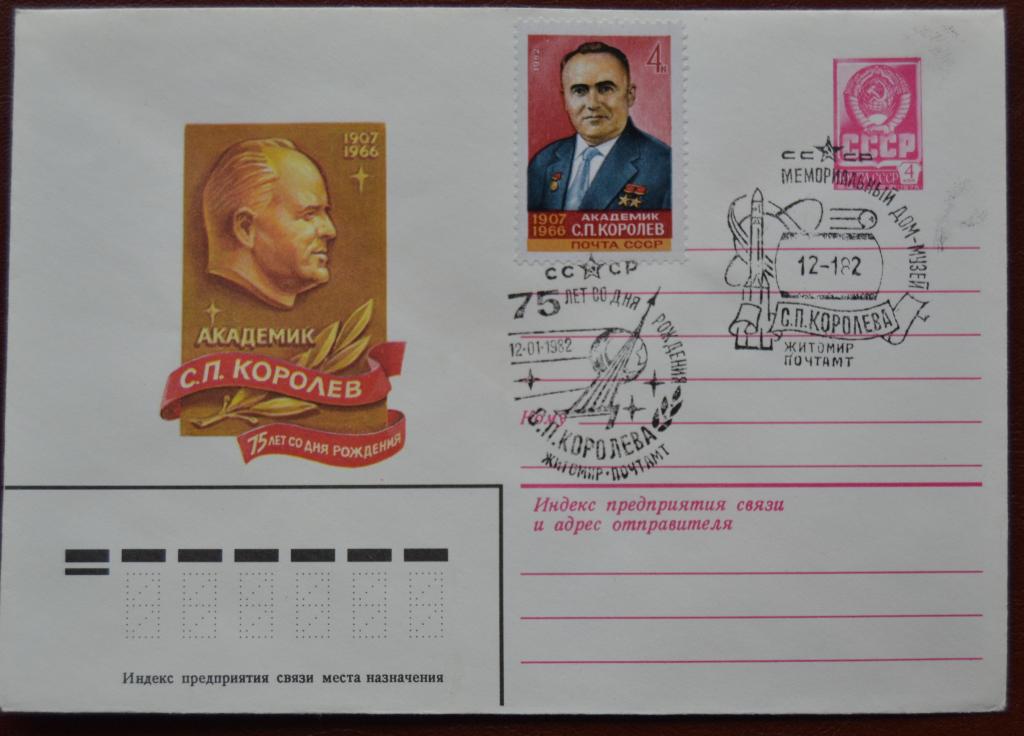 1907
1966
АКАДЕМИК
С.П. КОРОЛЕВ
75 ЛЕТ СО ДНЯ РОЖДЕНИЯ
1982
4к
1907
1966
АКАДЕМИК
С.П.КОРОЛЕВ
ПОЧТА СССР
СССР
4
СССР
75 ЛЕТ СО ДНЯ РОЖДЕНИЯ
12-01-1982
С.П.КОРОЛЕВА
ЖИТОМИР·ПОЧТАМТ
СССР
МЕМОРИАЛЬНЫЙ ДОМ-МУЗЕЙ
12-182
С.П.КОРОЛЕВА
ЖИТОМИР
ПОЧТАМТ
Кому
Индекс предприятия связи
и адрес отправителя
Индекс предприятия связи места назначения